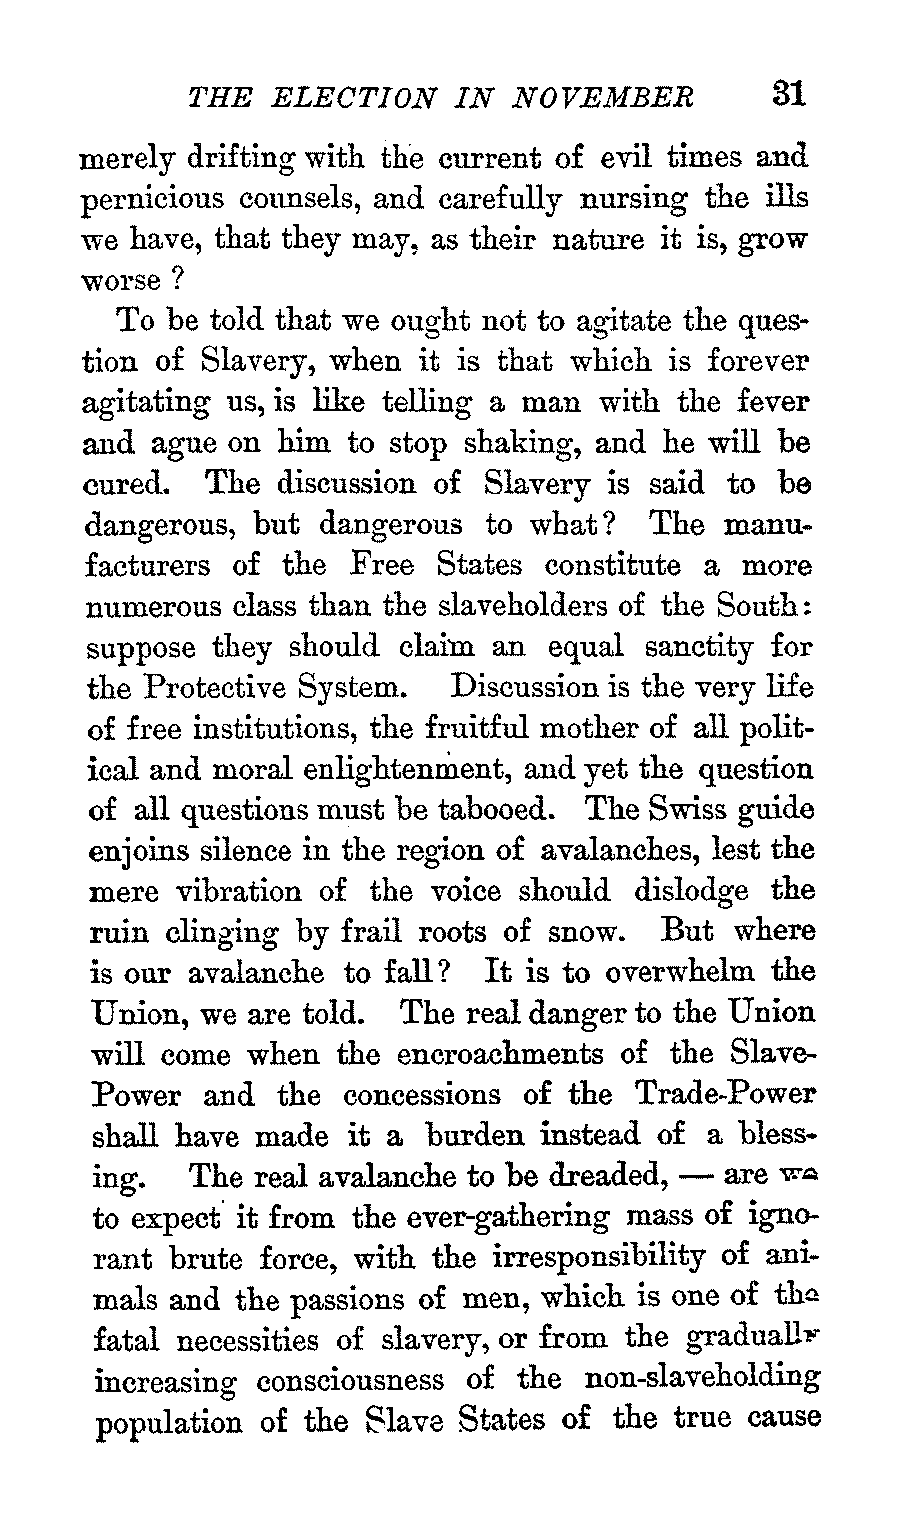 THE ELECTION IN NOVEMBER 31
merely drifting with the current of evil times and
pernicious counsels, and carefully nursing the ills
we have, that they may, as their nature it is, grow
worse ?
To be told that we ought not to agitate the ques-
tion of Slavery, when it is that which is forever
agitating us, is like telling a man with the fever
and ague on him to stop shaking, and he will be
cured. The discussion of Slavery is said to be
dangerous, but dangerous to what? The manu-
facturers of the Free States constitute a more
numerous class than the slaveholders of the South:
suppose they should claim an equal sanctity for
the Protective System. Discussion is the very life
of free institutions, the fruitful mother of all polit-
ical and moral enlightenment, and yet the question
of all questions must be tabooed. The Swiss guide
enjoins silence in the region of avalanches, lest the
mere vibration of the voice should dislodge the
ruin clinging by frail roots of snow. But where
is our avalanche to fall? It is to overwhelm the
Union, we are told. The real danger to the Union
will come when the encroachments of the Slave-
Power and the concessions of the Trade-Power
shall have made it a burden instead of a bless-
ing. The real avalanche to be dreaded, — are we
to expect it from the ever-gathering mass of igno-
rant brute force, with the irresponsibility of ani-
mals and the passions of men, which is one of the
fatal necessities of slavery, or from the gradually
increasing consciousness of the non-slaveholding
population of the Slave States of the true cause